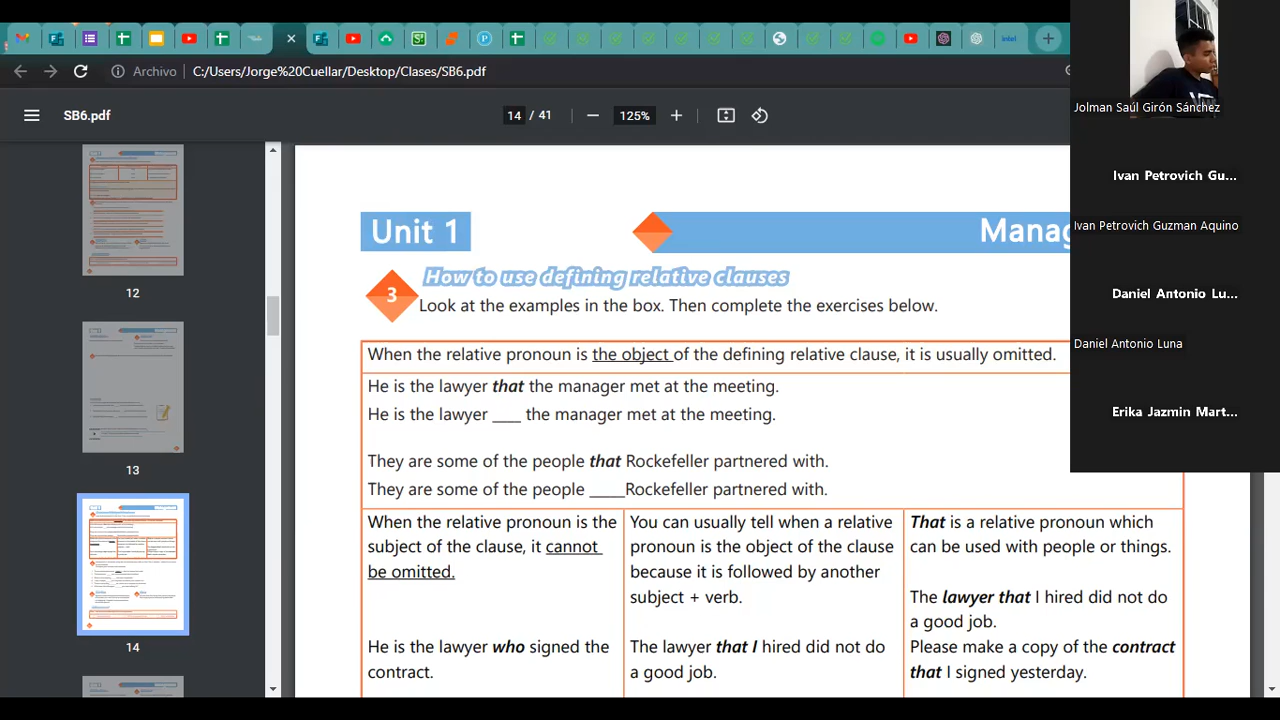 Archivo
C:/Users/Jorge%20Cuellar/Desktop/Clases/SB6.pdf
SB6.pdf
14 / 41
125%
12
13
14
Unit 1
Manag
3
How to use defining relative clauses
Look at the examples in the box. Then complete the exercises below.
When the relative pronoun is the object of the defining relative clause, it is usually omitted.
He is the lawyer that the manager met at the meeting.
He is the lawyer ____ the manager met at the meeting.
They are some of the people that Rockefeller partnered with.
They are some of the people _____Rockefeller partnered with.
When the relative pronoun is the
subject of the clause, it cannot
be omitted.
He is the lawyer who signed the
contract.
You can usually tell when a relative
pronoun is the object of the clause
because it is followed by another
subject + verb.
The lawyer that I hired did not do
a good job.
That is a relative pronoun which
can be used with people or things.
The lawyer that I hired did not do
a good job.
Please make a copy of the contract
that I signed yesterday.
Jolman Saúl Girón Sánchez
Ivan Petrovich Gu...
Ivan Petrovich Guzman Aquino
Daniel Antonio Lu...
Daniel Antonio Luna
Erika Jazmin Mart...